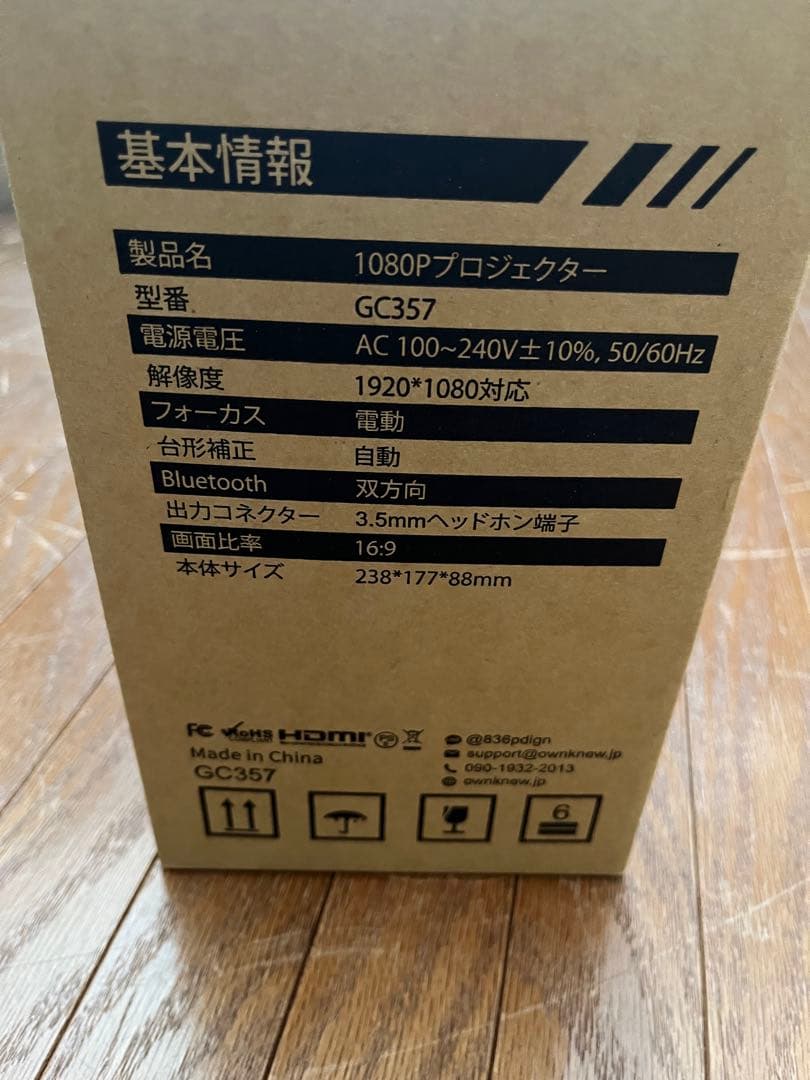 基本情報
製品名 1080Pプロジェクター
型番 GC357
電源電圧 AC 100~240V±10%, 50/60Hz
解像度 1920*1080対応
フォーカス 電動
台形補正 自動
Bluetooth 双方向
出力コネクター 3.5mmヘッドホン端子
画面比率 16:9
本体サイズ 238*177*88mm
FC RoHS HDMI PS
Made in China
GC357
@836pdign
support@ownknew.jp
090-1932-2013
ownknew.jp
6